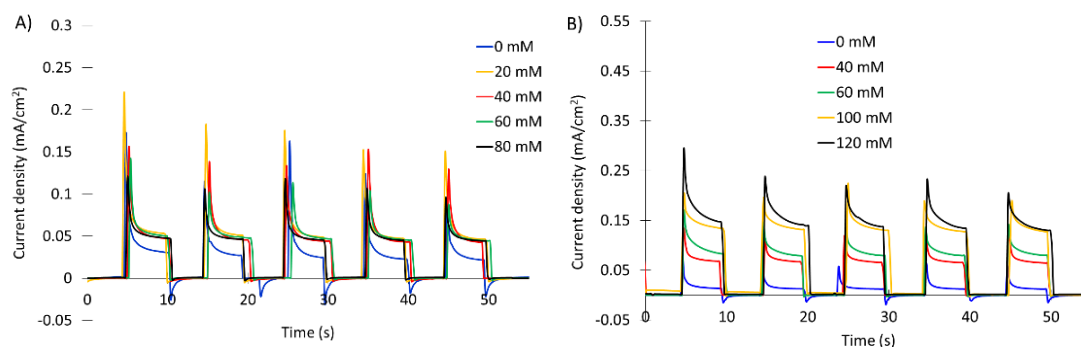 A)
0.3
0.25
0.2
0.15
0.1
0.05
0
-0.05
Current density (mA/cm²)
0 10 20 30 40 50
Time (s)
0 mM
20 mM
40 mM
60 mM
80 mM
B)
0.55
0.45
0.35
0.25
0.15
0.05
-0.05
Current density (mA/cm²)
0 10 20 30 40 50
Time (s)
0 mM
40 mM
60 mM
100 mM
120 mM